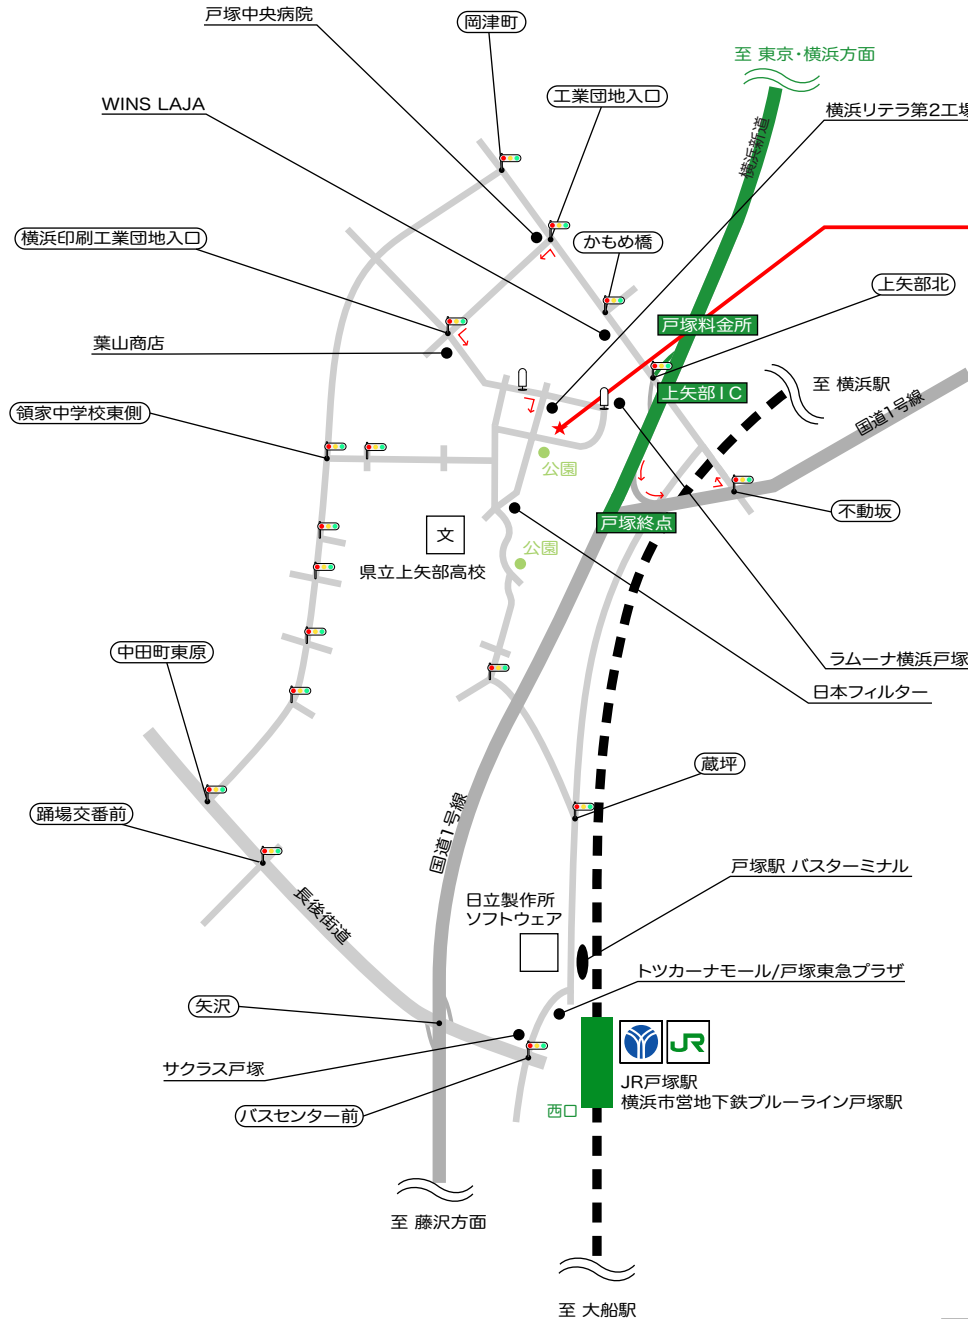 戸塚中央病院
岡津町
至 東京・横浜方面
WINS LAJA
工業団地入口
横浜リテラ第2工場
横浜新道
横浜印刷工業団地入口
かもめ橋
上矢部北
戸塚料金所
葉山商店
至 横浜駅
上矢部IC
国道1号線
領家中学校東側
公園
不動坂
戸塚終点
文
公園
県立上矢部高校
中田町東原
ラムーナ横浜戸塚
日本フィルター
蔵坪
踊場交番前
国道1号線
戸塚駅 バスターミナル
長後街道
日立製作所
ソフトウェア
トツカーナモール/戸塚東急プラザ
矢沢
サクラス戸塚
JR
JR戸塚駅
横浜市営地下鉄ブルーライン戸塚駅
バスセンター前
西口
至 藤沢方面
至 大船駅